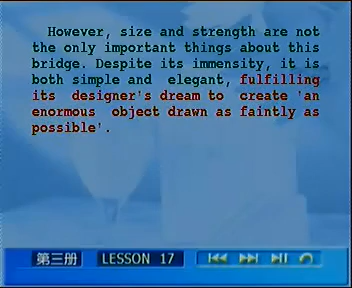 However, size and strength are not
the only important things about this
bridge. Despite its immensity, it is
both simple and elegant, fulfilling
its designer's dream to create 'an
enormous object drawn as faintly as
possible'.
第三册 LESSON 17